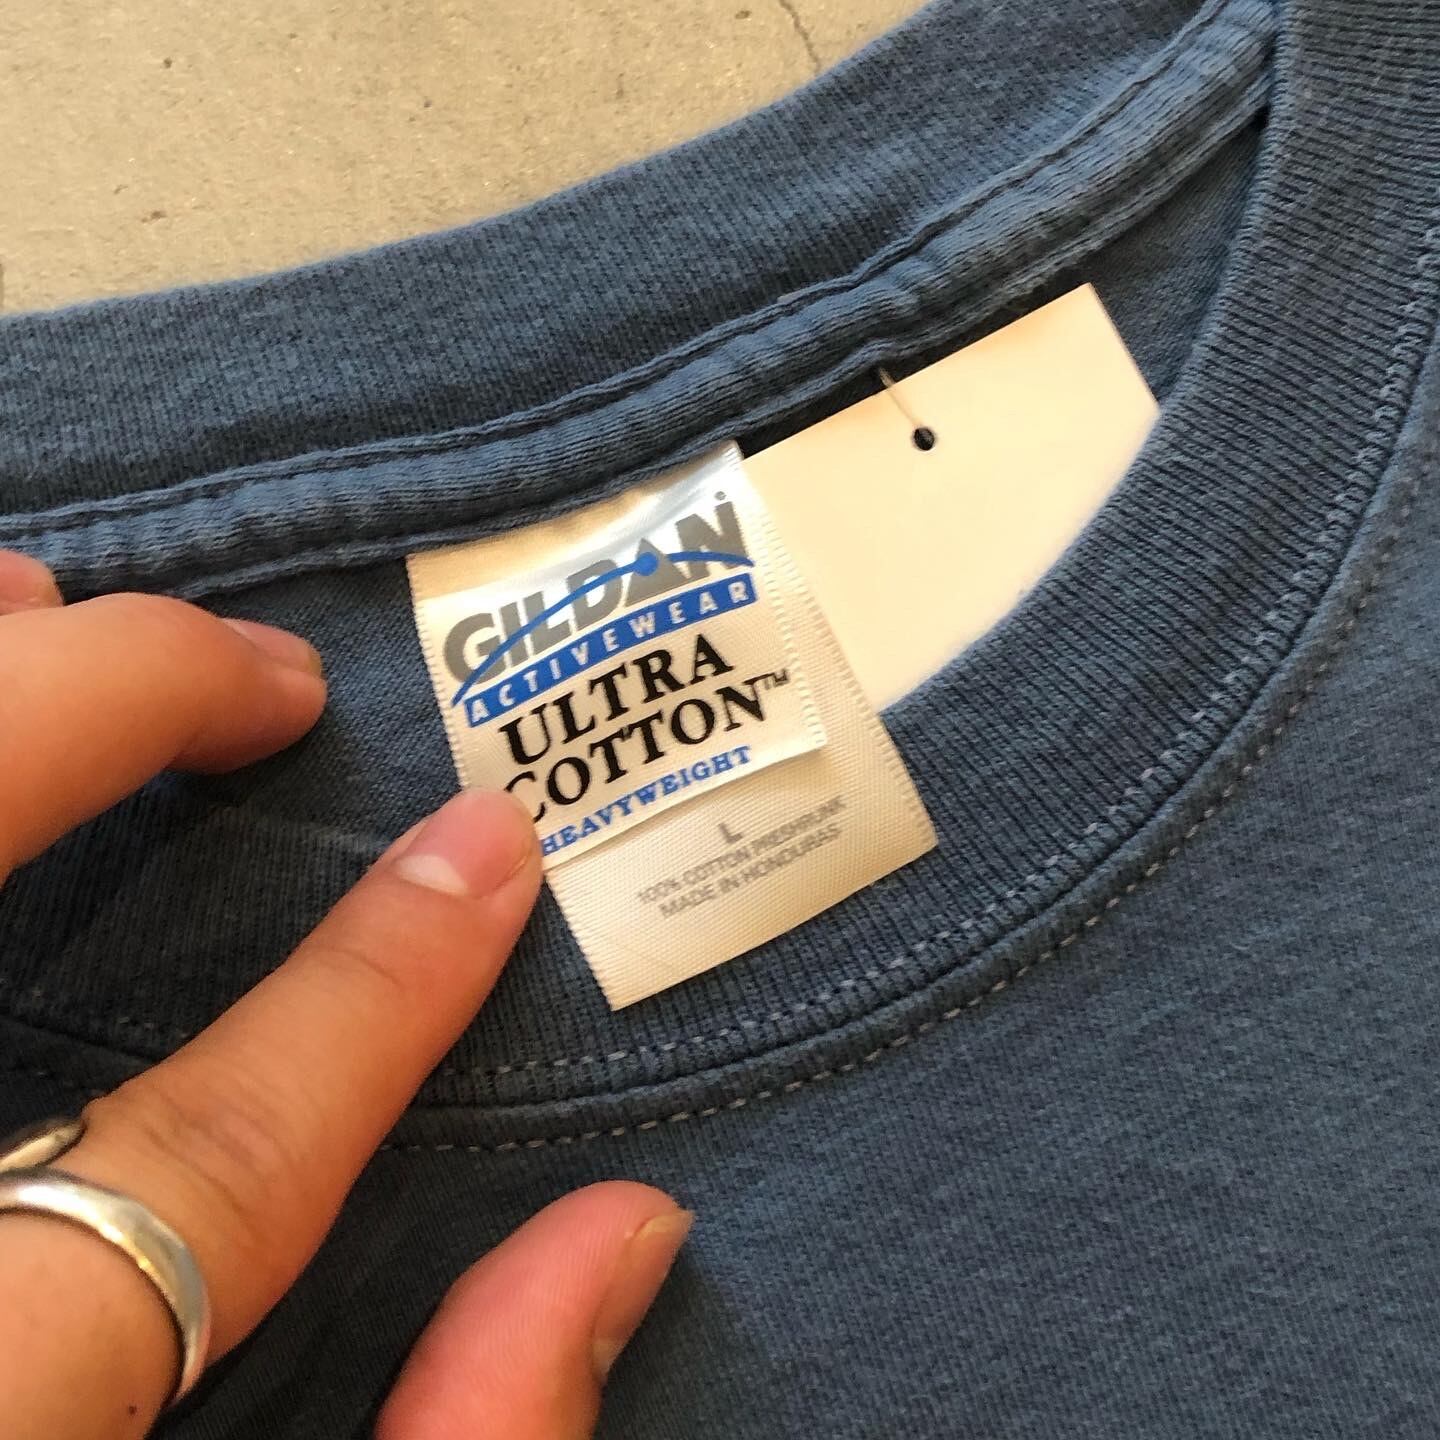 GILDAN
ACTIVEWEAR
ULTRA
COTTON™
HEAVYWEIGHT
L
100% COTTON PRESHRUNK
MADE IN HONDURAS